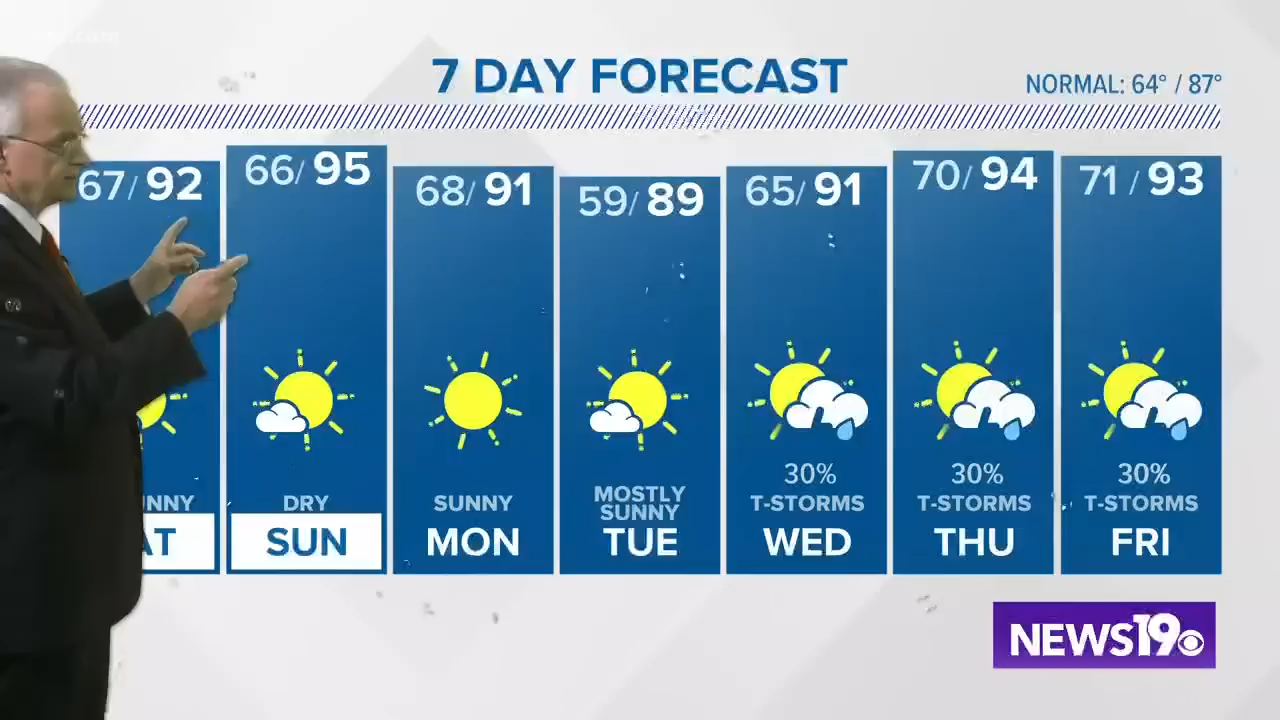 7 DAY FORECAST
NORMAL: 64° / 87°
67/ 92
66/ 95
68/ 91
59/ 89
65/ 91
70/ 94
71 / 93
DRY
SUNNY
MOSTLY
SUNNY
30%
T-STORMS
30%
T-STORMS
30%
T-STORMS
SUN
MON
TUE
WED
THU
FRI
NEWS19